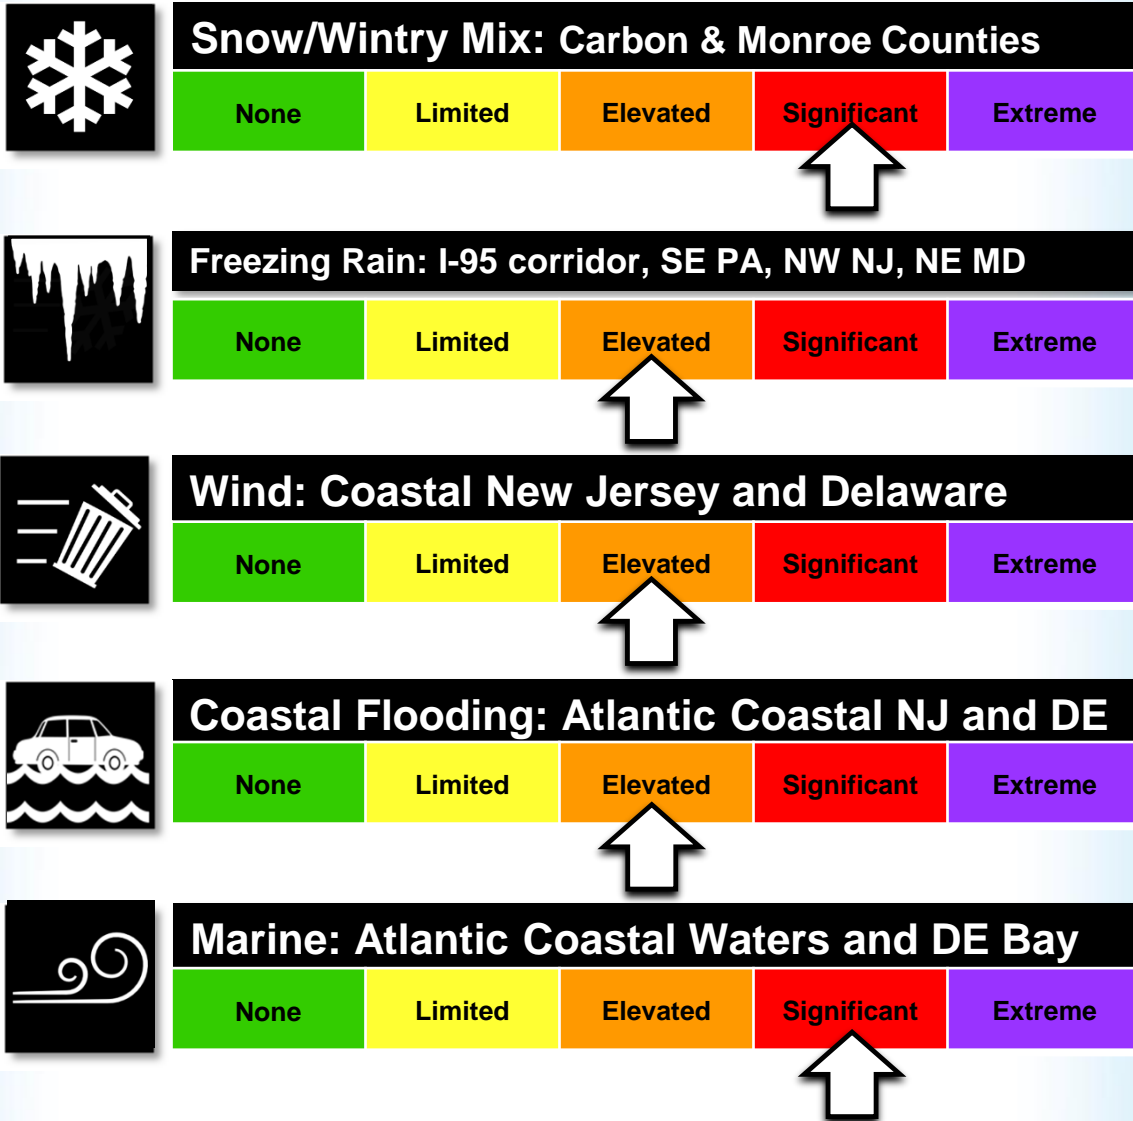 Snow/Wintry Mix: Carbon & Monroe Counties
None Limited Elevated Significant Extreme
Freezing Rain: I-95 corridor, SE PA, NW NJ, NE MD
None Limited Elevated Significant Extreme
Wind: Coastal New Jersey and Delaware
None Limited Elevated Significant Extreme
Coastal Flooding: Atlantic Coastal NJ and DE
None Limited Elevated Significant Extreme
Marine: Atlantic Coastal Waters and DE Bay
None Limited Elevated Significant Extreme